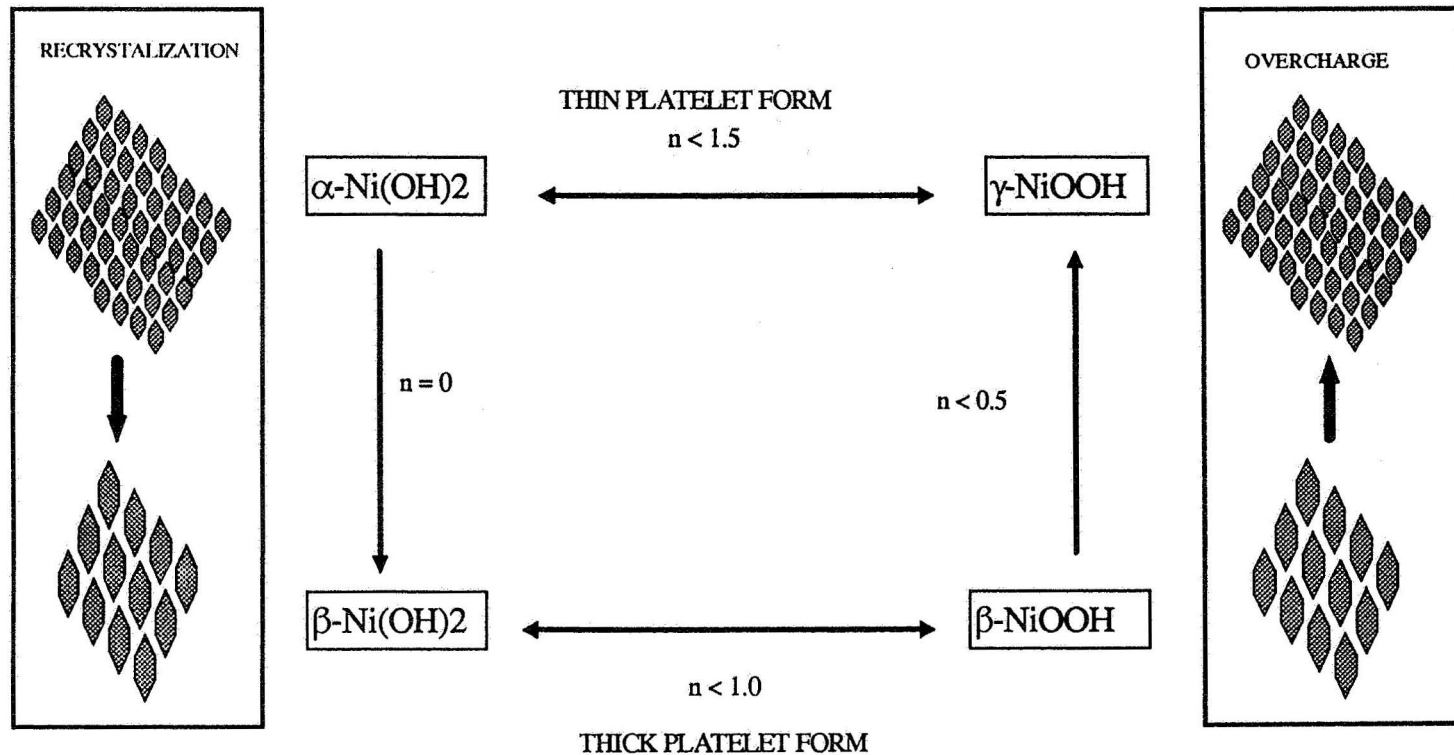 RECRYSTALIZATION
OVERCHARGE
THIN PLATELET FORM
n < 1.5
α-Ni(OH)2
γ-NiOOH
n = 0
n < 0.5
β-Ni(OH)2
β-NiOOH
n < 1.0
THICK PLATELET FORM